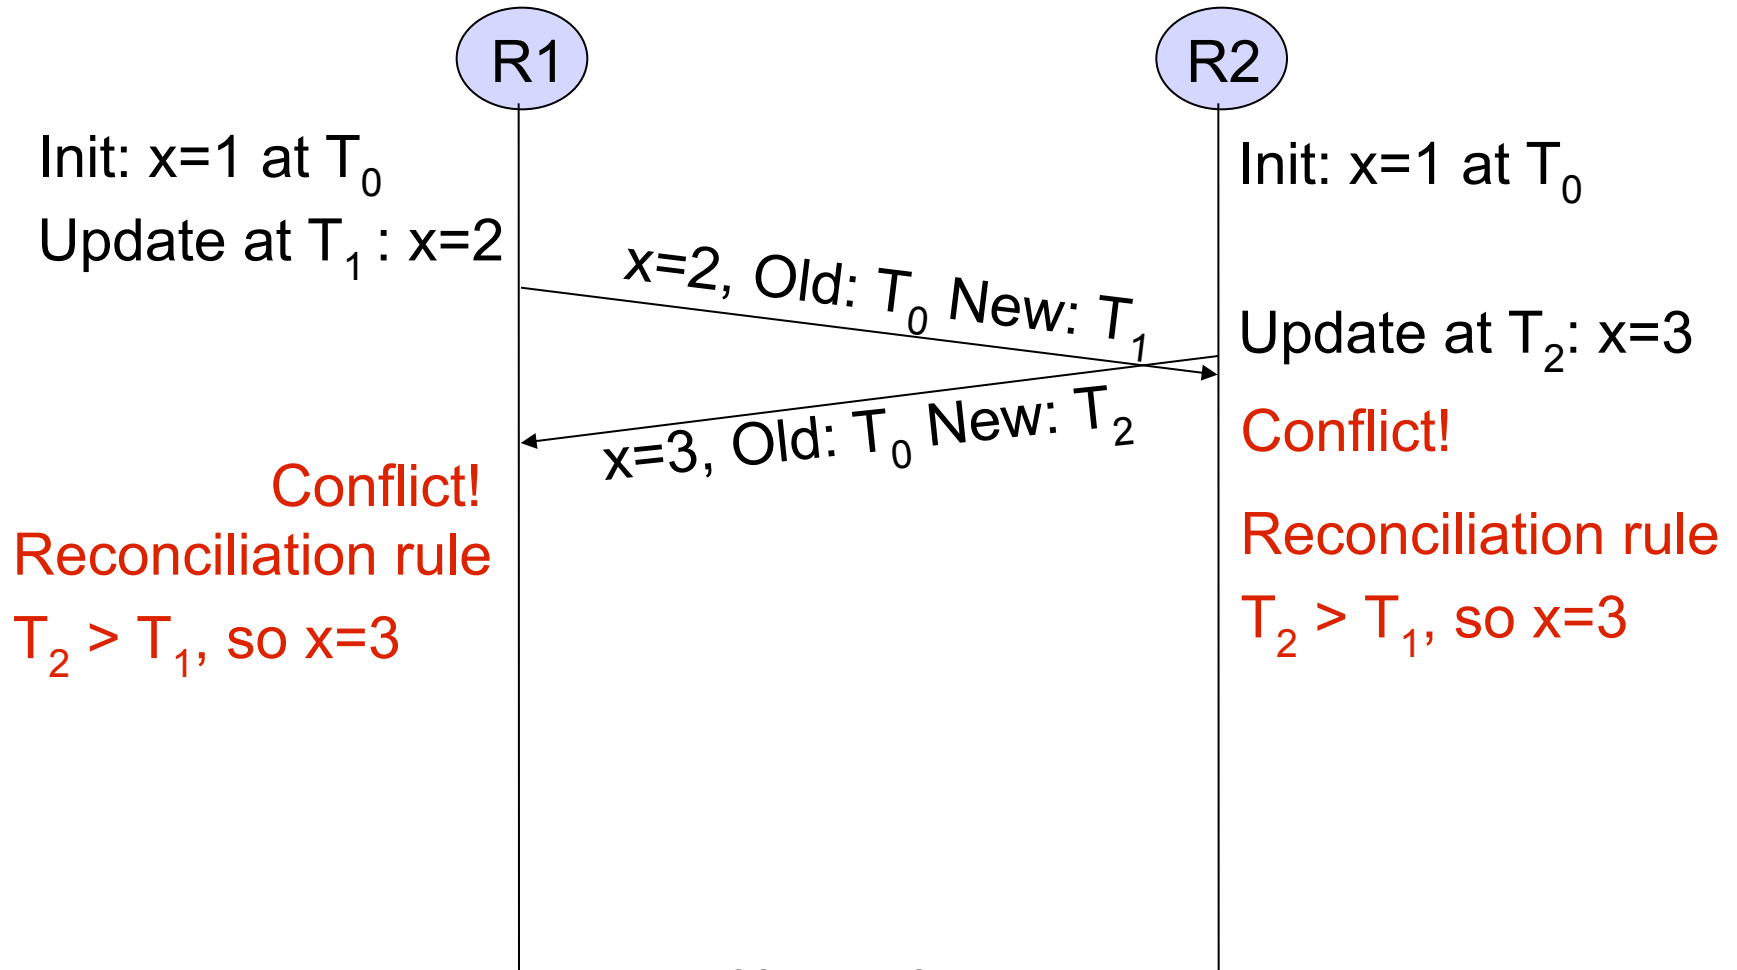 R1
R2
Init: x=1 at T₀
Init: x=1 at T₀
Update at T₁ : x=2
x=2, Old: T₀ New: T₁
Update at T₂: x=3
x=3, Old: T₀ New: T₂
Conflict!
Conflict!
Reconciliation rule
Reconciliation rule
T₂ > T₁, so x=3
T₂ > T₁, so x=3